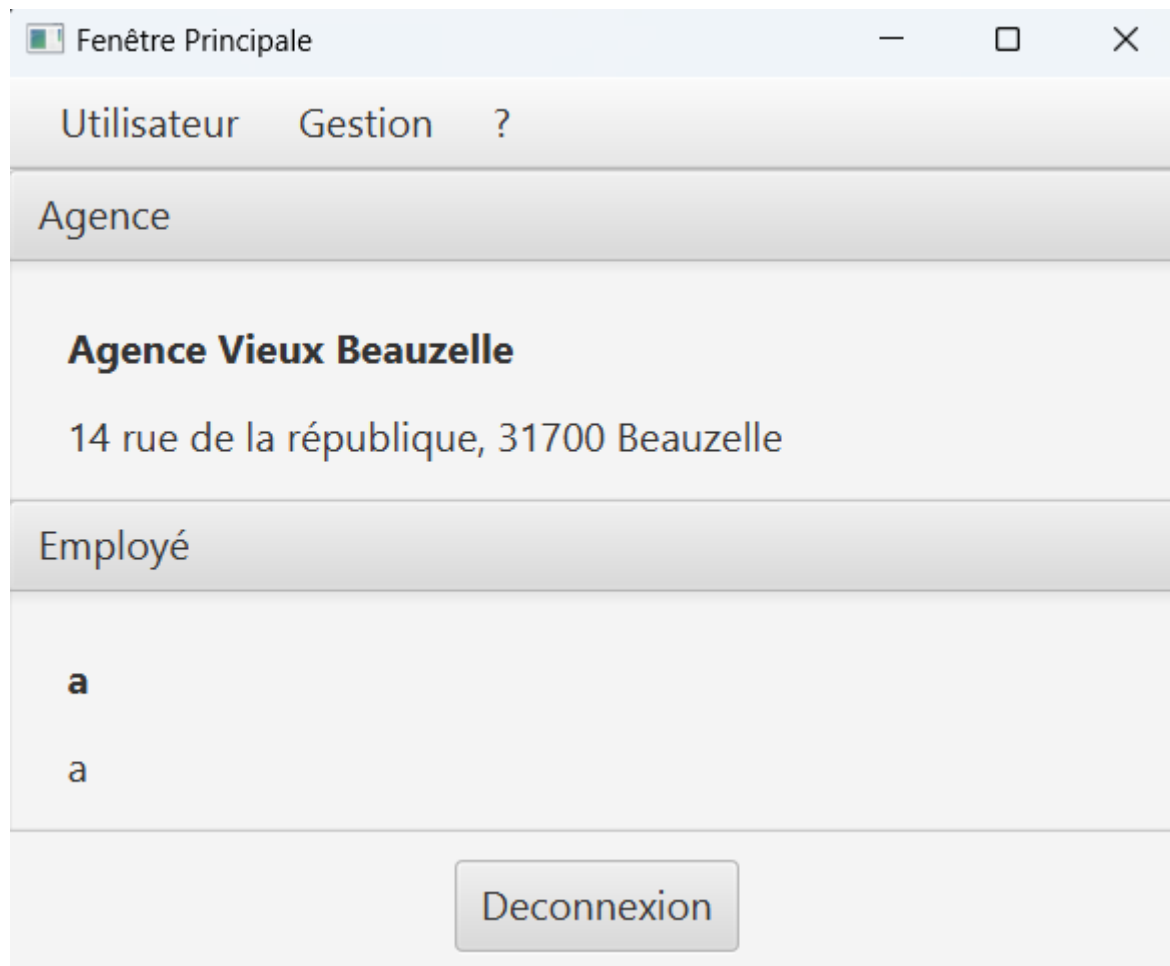 Fenêtre Principale
Utilisateur Gestion ?
Agence
Agence Vieux Beauzelle
14 rue de la république, 31700 Beauzelle
Employé
a
a
Deconnexion